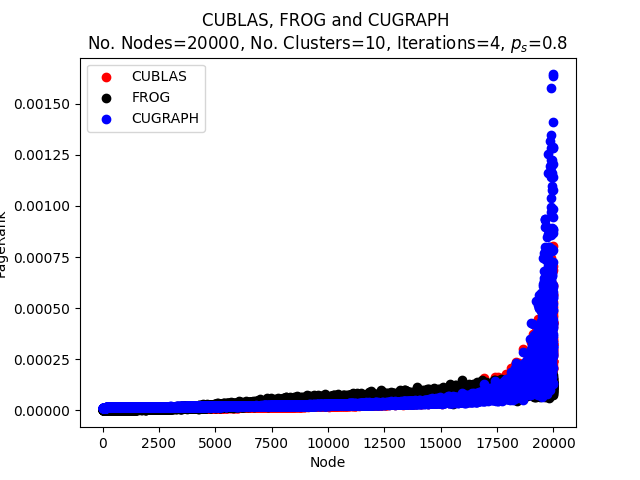 CUBLAS, FROG and CUGRAPH
No. Nodes=20000, No. Clusters=10, Iterations=4, pₛ=0.8
CUBLAS
FROG
CUGRAPH
0.00150
0.00125
0.00100
0.00075
0.00050
0.00025
0.00000
PageRank
0 2500 5000 7500 10000 12500 15000 17500 20000
Node